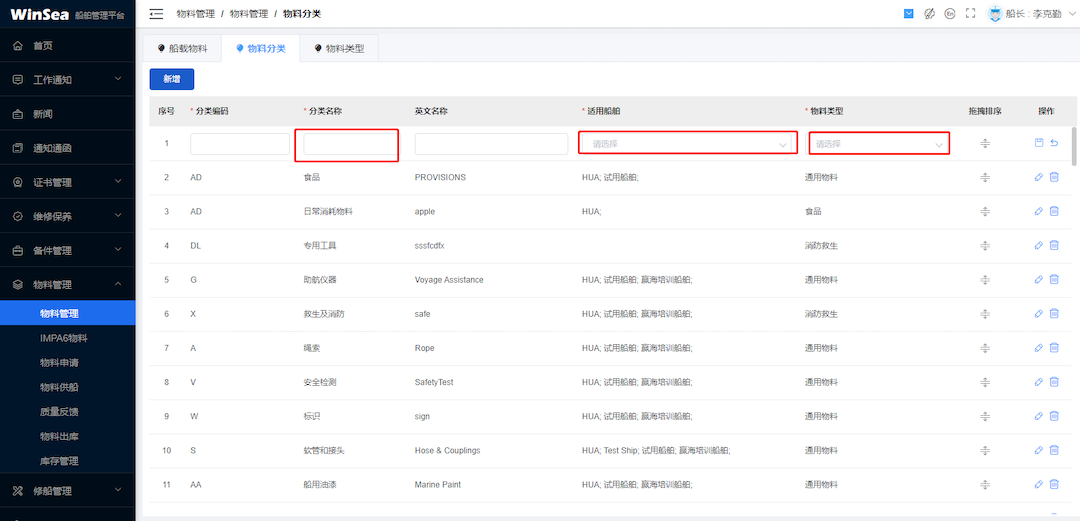 WinSea 船舶管理平台
物料管理 / 物料管理 / 物料分类
En 船长 : 李克勤
首页
工作通知
新闻
通知通函
证书管理
维修保养
备件管理
物料管理
物料管理
IMPA6物料
物料申请
物料供船
质量反馈
物料出库
库存管理
修船管理
船载物料 物料分类 物料类型
新增
序号 * 分类编码 * 分类名称 英文名称 * 适用船舶 * 物料类型 拖拽排序 操作
1 请选择 请选择
2 AD 食品 PROVISIONS HUA; 试用船舶; 通用物料
3 AD 日常消耗物料 apple HUA; 食品
4 DL 专用工具 sssfcdfx 消防救生
5 G 助航仪器 Voyage Assistance HUA; 试用船舶; 赢海培训船舶; 通用物料
6 X 救生及消防 safe HUA; 试用船舶; 赢海培训船舶; 消防救生
7 A 绳索 Rope HUA; 试用船舶; 赢海培训船舶; 通用物料
8 V 安全检测 SafetyTest HUA; 试用船舶; 赢海培训船舶; 通用物料
9 W 标识 sign HUA; 试用船舶; 赢海培训船舶; 通用物料
10 S 软管和接头 Hose & Couplings HUA; Test Ship; 试用船舶; 赢海培训船舶; 通用物料
11 AA 船用油漆 Marine Paint HUA; 试用船舶; 赢海培训船舶; 通用物料